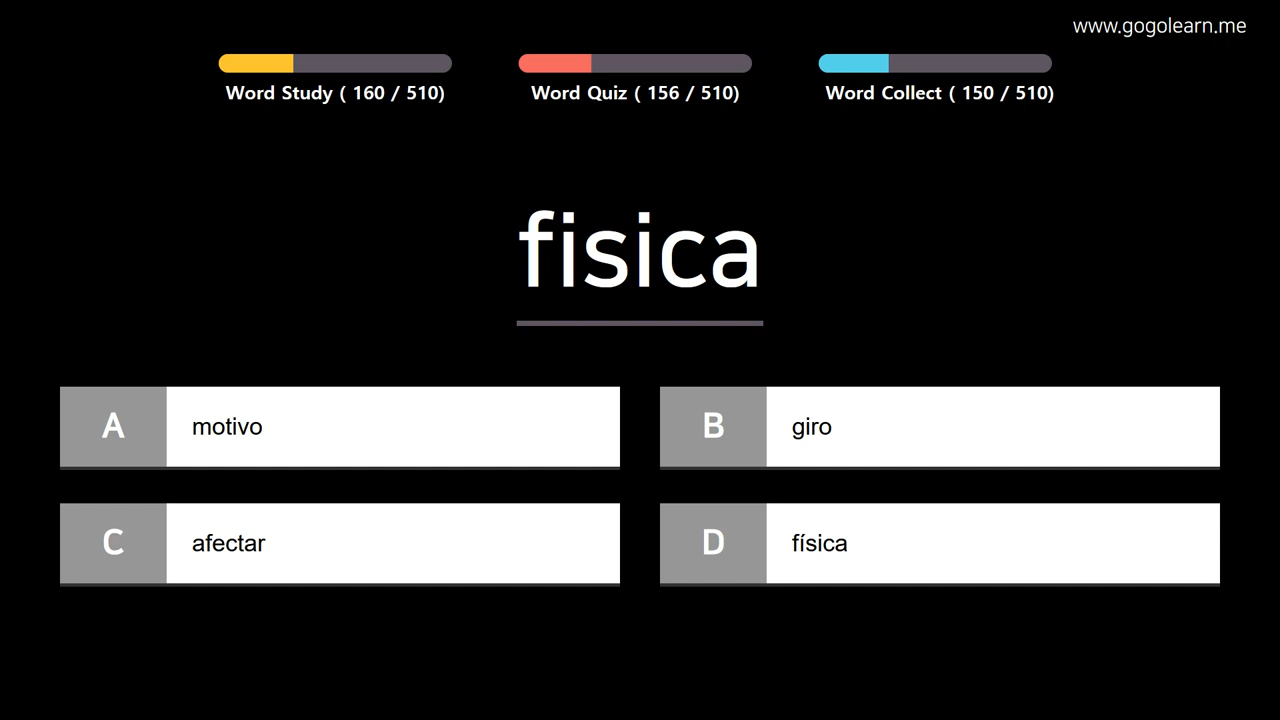 www.gogolearn.me
Word Study ( 160 / 510)
Word Quiz ( 156 / 510)
Word Collect ( 150 / 510)
fisica
A motivo
B giro
C afectar
D física